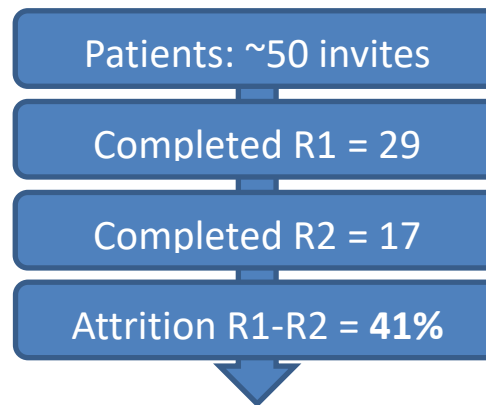 Patients: ~50 invites
Completed R1 = 29
Completed R2 = 17
Attrition R1-R2 = 41%